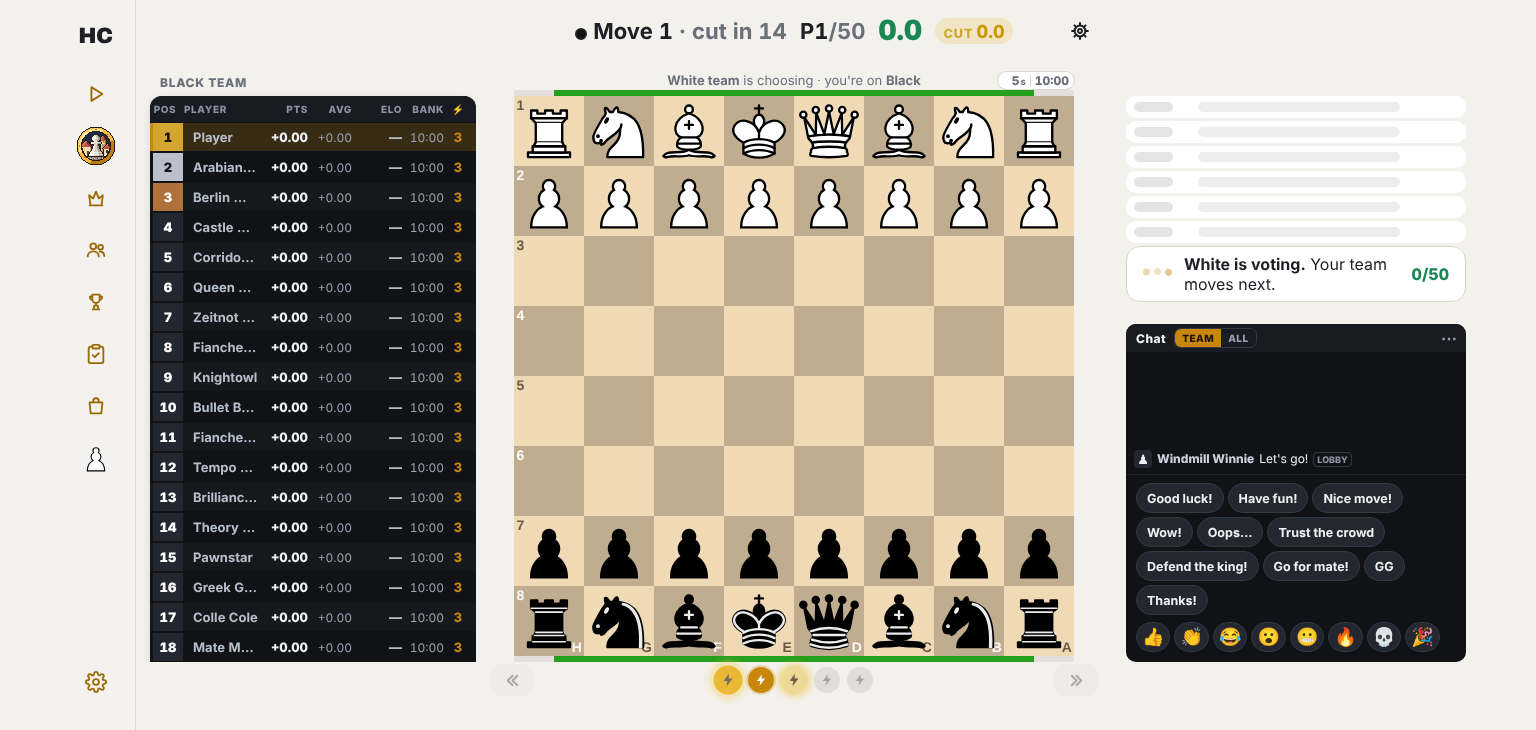 HC
● Move 1 · cut in 14 P1/50 0.0 CUT 0.0
BLACK TEAM
White team is choosing · you're on Black
5s 10:00
POS PLAYER PTS AVG ELO BANK ⚡
1 Player +0.00 +0.00 — 10:00 3
2 Arabian... +0.00 +0.00 — 10:00 3
3 Berlin ... +0.00 +0.00 — 10:00 3
4 Castle ... +0.00 +0.00 — 10:00 3
5 Corrido... +0.00 +0.00 — 10:00 3
6 Queen ... +0.00 +0.00 — 10:00 3
7 Zeitnot ... +0.00 +0.00 — 10:00 3
8 Fianche... +0.00 +0.00 — 10:00 3
9 Knightowl +0.00 +0.00 — 10:00 3
10 Bullet B... +0.00 +0.00 — 10:00 3
11 Fianche... +0.00 +0.00 — 10:00 3
12 Tempo ... +0.00 +0.00 — 10:00 3
13 Brillianc... +0.00 +0.00 — 10:00 3
14 Theory ... +0.00 +0.00 — 10:00 3
15 Pawnstar +0.00 +0.00 — 10:00 3
16 Greek G... +0.00 +0.00 — 10:00 3
17 Colle Cole +0.00 +0.00 — 10:00 3
18 Mate M... +0.00 +0.00 — 10:00 3
1
2
3
4
5
6
7
8
H G F E D C B A
White is voting. Your team
moves next.
0/50
Chat TEAM ALL ···
Windmill Winnie Let's go! LOBBY
Good luck! Have fun! Nice move!
Wow! Oops... Trust the crowd
Defend the king! Go for mate! GG
Thanks!
👍 👏 😂 😮 😬 🔥 💀 🎉